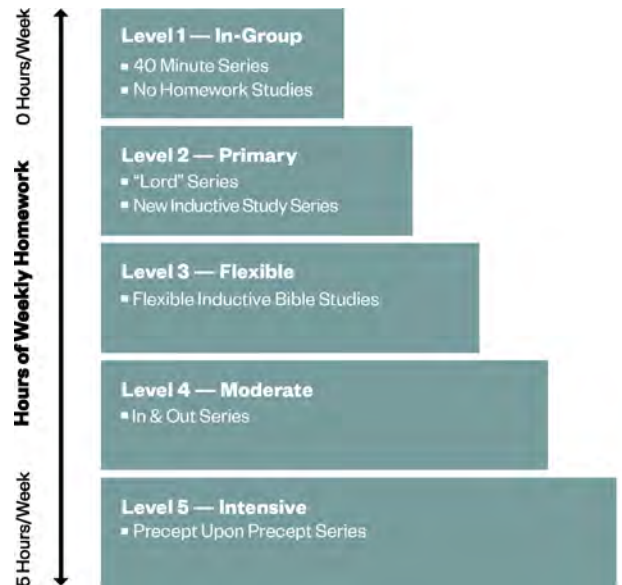 0 Hours/Week
Hours of Weekly Homework
5 Hours/Week
Level 1 — In-Group
▪ 40 Minute Series
▪ No Homework Studies
Level 2 — Primary
▪ “Lord” Series
▪ New Inductive Study Series
Level 3 — Flexible
▪ Flexible Inductive Bible Studies
Level 4 — Moderate
▪ In & Out Series
Level 5 — Intensive
▪ Precept Upon Precept Series